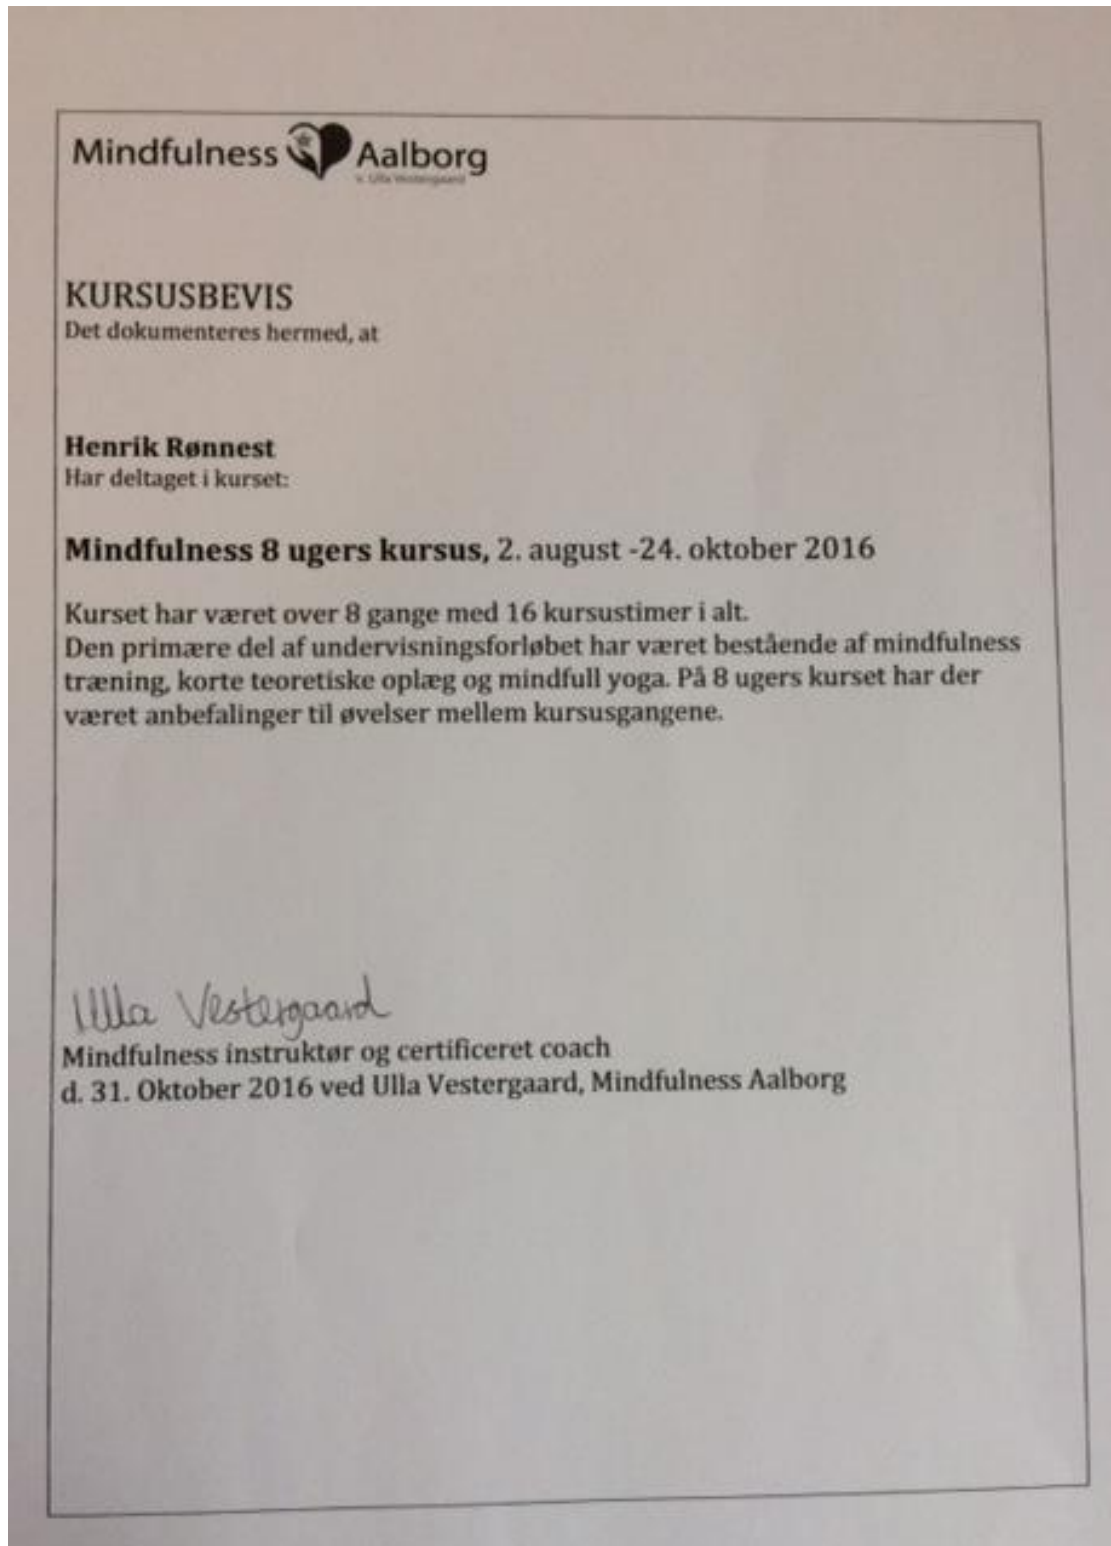 Mindfulness Aalborg
v. Ulla Vestergaard
KURSUSBEVIS
Det dokumenteres hermed, at
Henrik Rønnest
Har deltaget i kurset:
Mindfulness 8 ugers kursus, 2. august -24. oktober 2016
Kurset har været over 8 gange med 16 kursustimer i alt.
Den primære del af undervisningsforløbet har været bestående af mindfulness
træning, korte teoretiske oplæg og mindfull yoga. På 8 ugers kurset har der
været anbefalinger til øvelser mellem kursusgangene.
Ulla Vestergaard
Mindfulness instruktør og certificeret coach
d. 31. Oktober 2016 ved Ulla Vestergaard, Mindfulness Aalborg